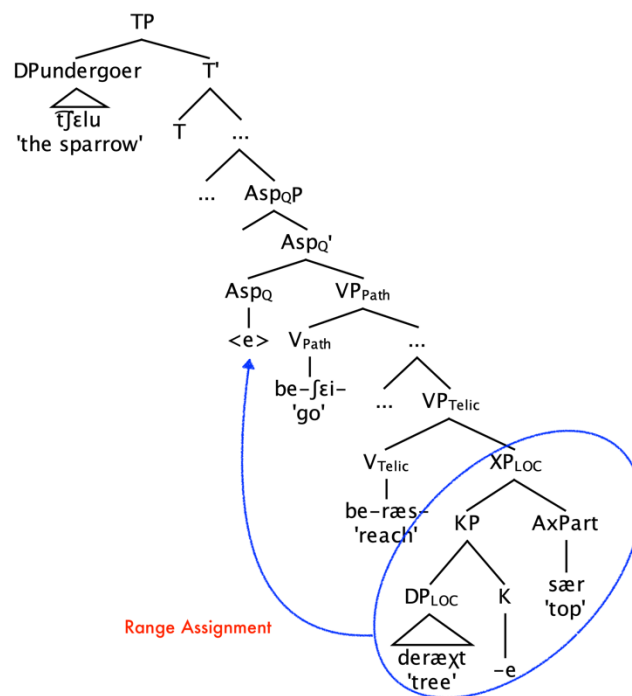 TP
DPundergoer T'
t͡ʃɛlu T ...
'the sparrow'
... AspQP
AspQ'
AspQ VPPath
<e> VPath ...
be-ʃɛi- ... VPTelic
'go'
VTelic XPLOC
be-ræs- KP AxPart
'reach'
sær
DPLOC K 'top'
Range Assignment
deræχt -e
'tree'